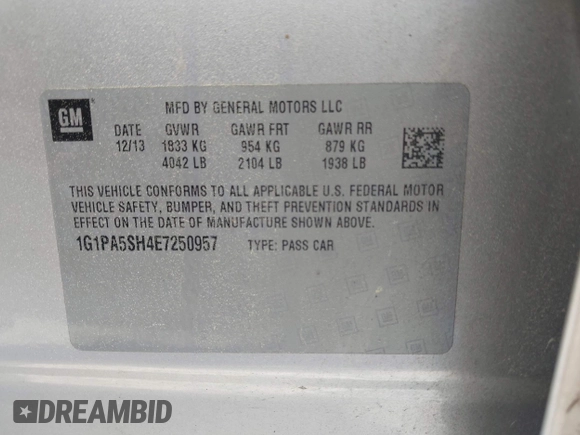 GM
MFD BY GENERAL MOTORS LLC
DATE GVWR GAWR FRT GAWR RR
12/13 1833 KG 954 KG 879 KG
4042 LB 2104 LB 1938 LB
THIS VEHICLE CONFORMS TO ALL APPLICABLE U.S. FEDERAL MOTOR
VEHICLE SAFETY, BUMPER, AND THEFT PREVENTION STANDARDS IN
EFFECT ON THE DATE OF MANUFACTURE SHOWN ABOVE.
1G1PA5SH4E7250957 TYPE: PASS CAR
DREAMBID